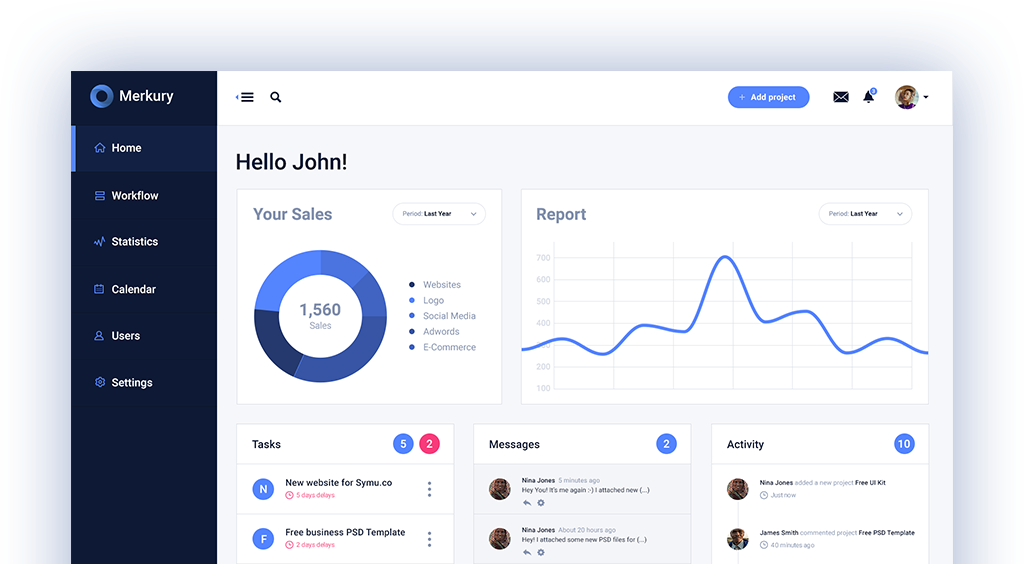 Merkury
Add project
3
Home
Workflow
Statistics
Calendar
Users
Settings
Hello John!
Your Sales
Period: Last Year
1,560
Sales
Websites
Logo
Social Media
Adwords
E-Commerce
Report
Period: Last Year
700
600
500
400
300
200
100
Tasks
5
2
N
New website for Symu.co
5 days delays
F
Free business PSD Template
2 days delays
Messages
2
Nina Jones 5 minutes ago
Hey You! It's me again :-) I attached new (...)
Nina Jones About 20 hours ago
Hey! I attached some new PSD files for (...)
Activity
10
Nina Jones added a new project Free UI Kit
Just now
James Smith commented project Free PSD Template
40 minutes ago